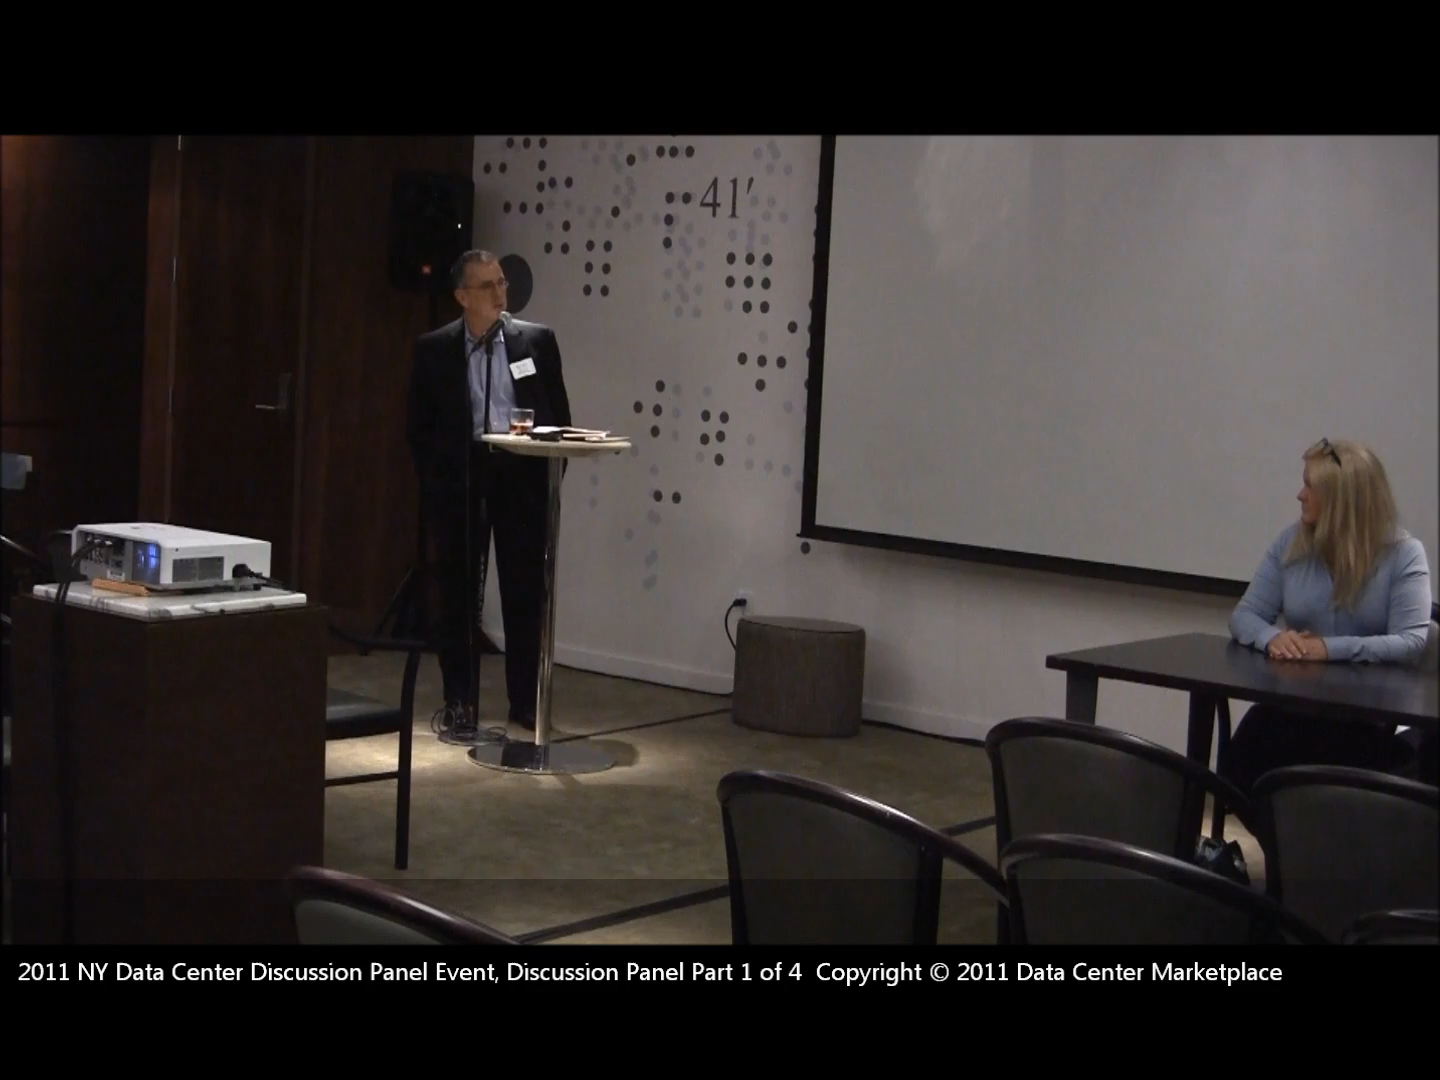 41'
2011 NY Data Center Discussion Panel Event, Discussion Panel Part 1 of 4  Copyright © 2011 Data Center Marketplace